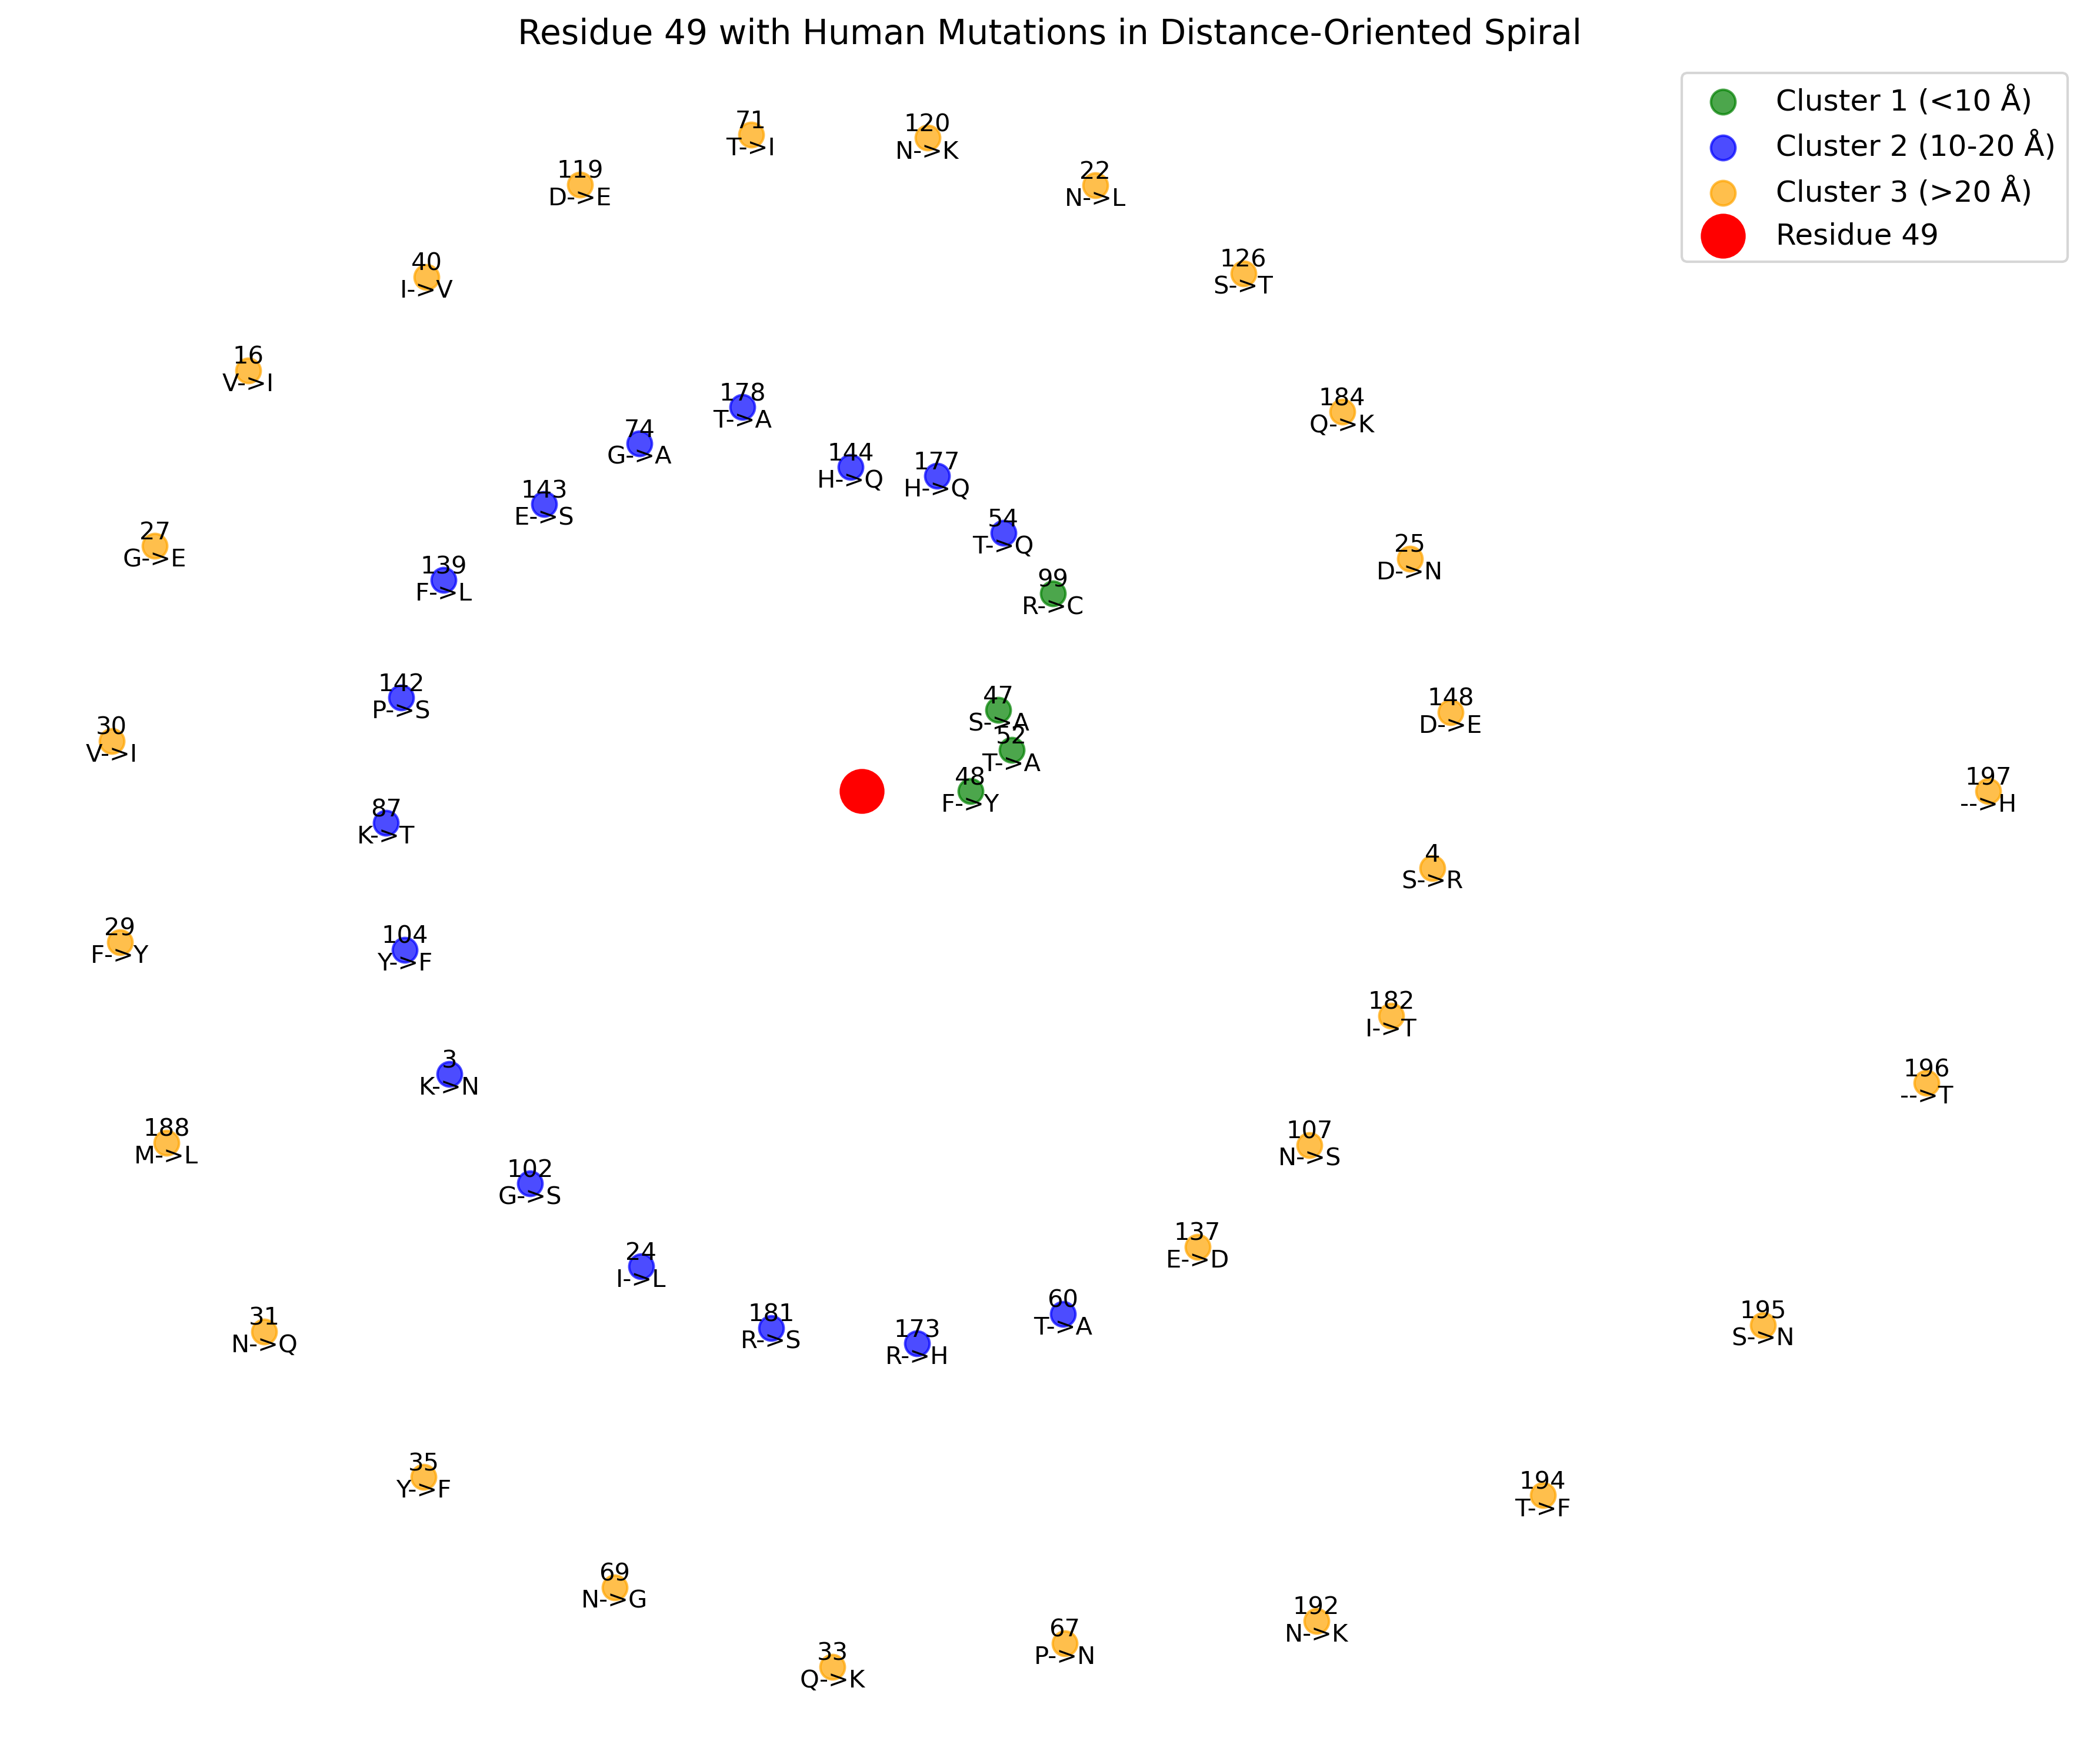 Residue 49 with Human Mutations in Distance-Oriented Spiral
Cluster 1 (<10 Å)
Cluster 2 (10-20 Å)
Cluster 3 (>20 Å)
Residue 49
71
T->I
120
N->K
119
D->E
22
N->L
40
I->V
126
S->T
16
V->I
178
T->A
184
Q->K
74
G->A
144
H->Q
177
H->Q
143
E->S
54
T->Q
27
G->E
25
D->N
139
F->L
99
R->C
142
P->S
47
S->A
148
D->E
30
V->I
52
T->A
48
F->Y
197
-->H
87
K->T
4
S->R
29
F->Y
104
Y->F
182
I->T
3
K->N
196
-->T
188
M->L
107
N->S
102
G->S
137
E->D
24
I->L
60
T->A
195
S->N
181
R->S
31
N->Q
173
R->H
35
Y->F
194
T->F
69
N->G
192
N->K
67
P->N
33
Q->K